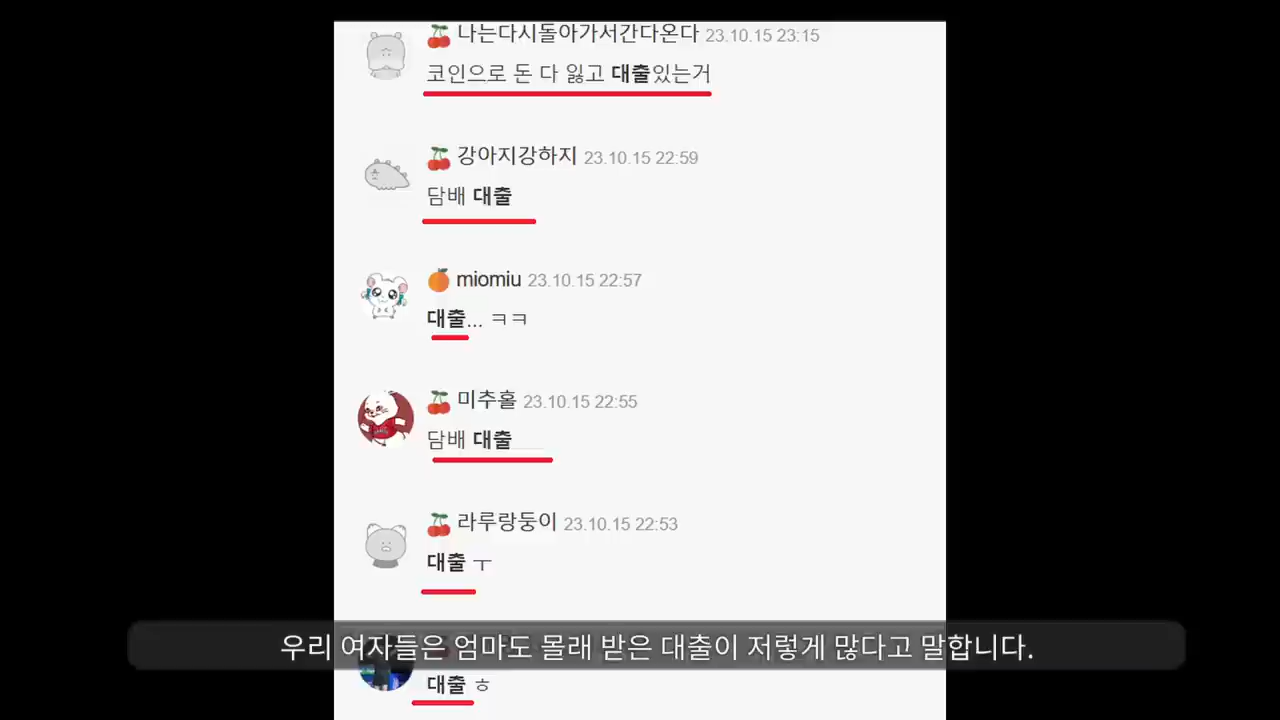 나는다시돌아가서간다온다 23.10.15 23:15
코인으로 돈 다 잃고 대출있는거
강아지강하지 23.10.15 22:59
담배 대출
miomiu 23.10.15 22:57
대출... ㅋㅋ
미추홀 23.10.15 22:55
담배 대출
라루랑둥이 23.10.15 22:53
대출 ㅜ
우리 여자들은 엄마도 몰래 받은 대출이 저렇게 많다고 말합니다.
대출 ㅎ